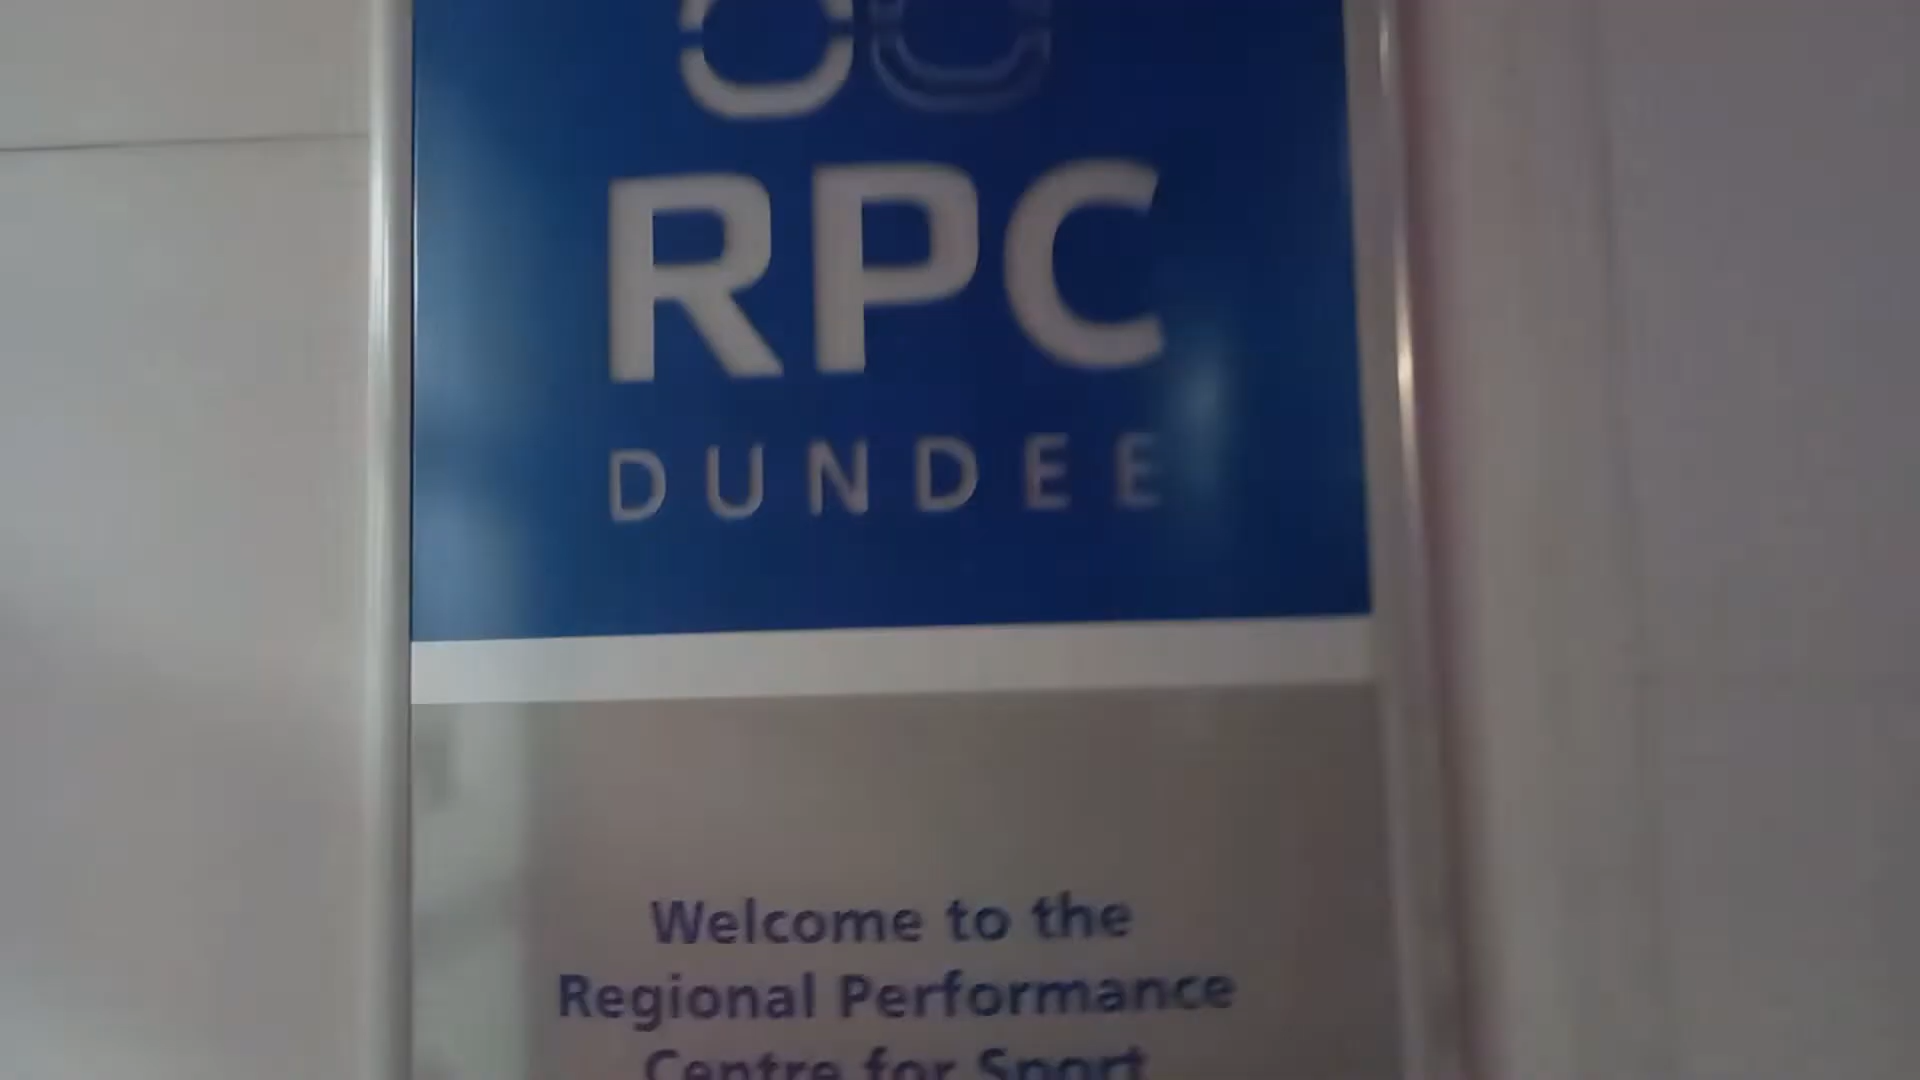 RPC
DUNDEE
Welcome to the
Regional Performance
Centre for Sport